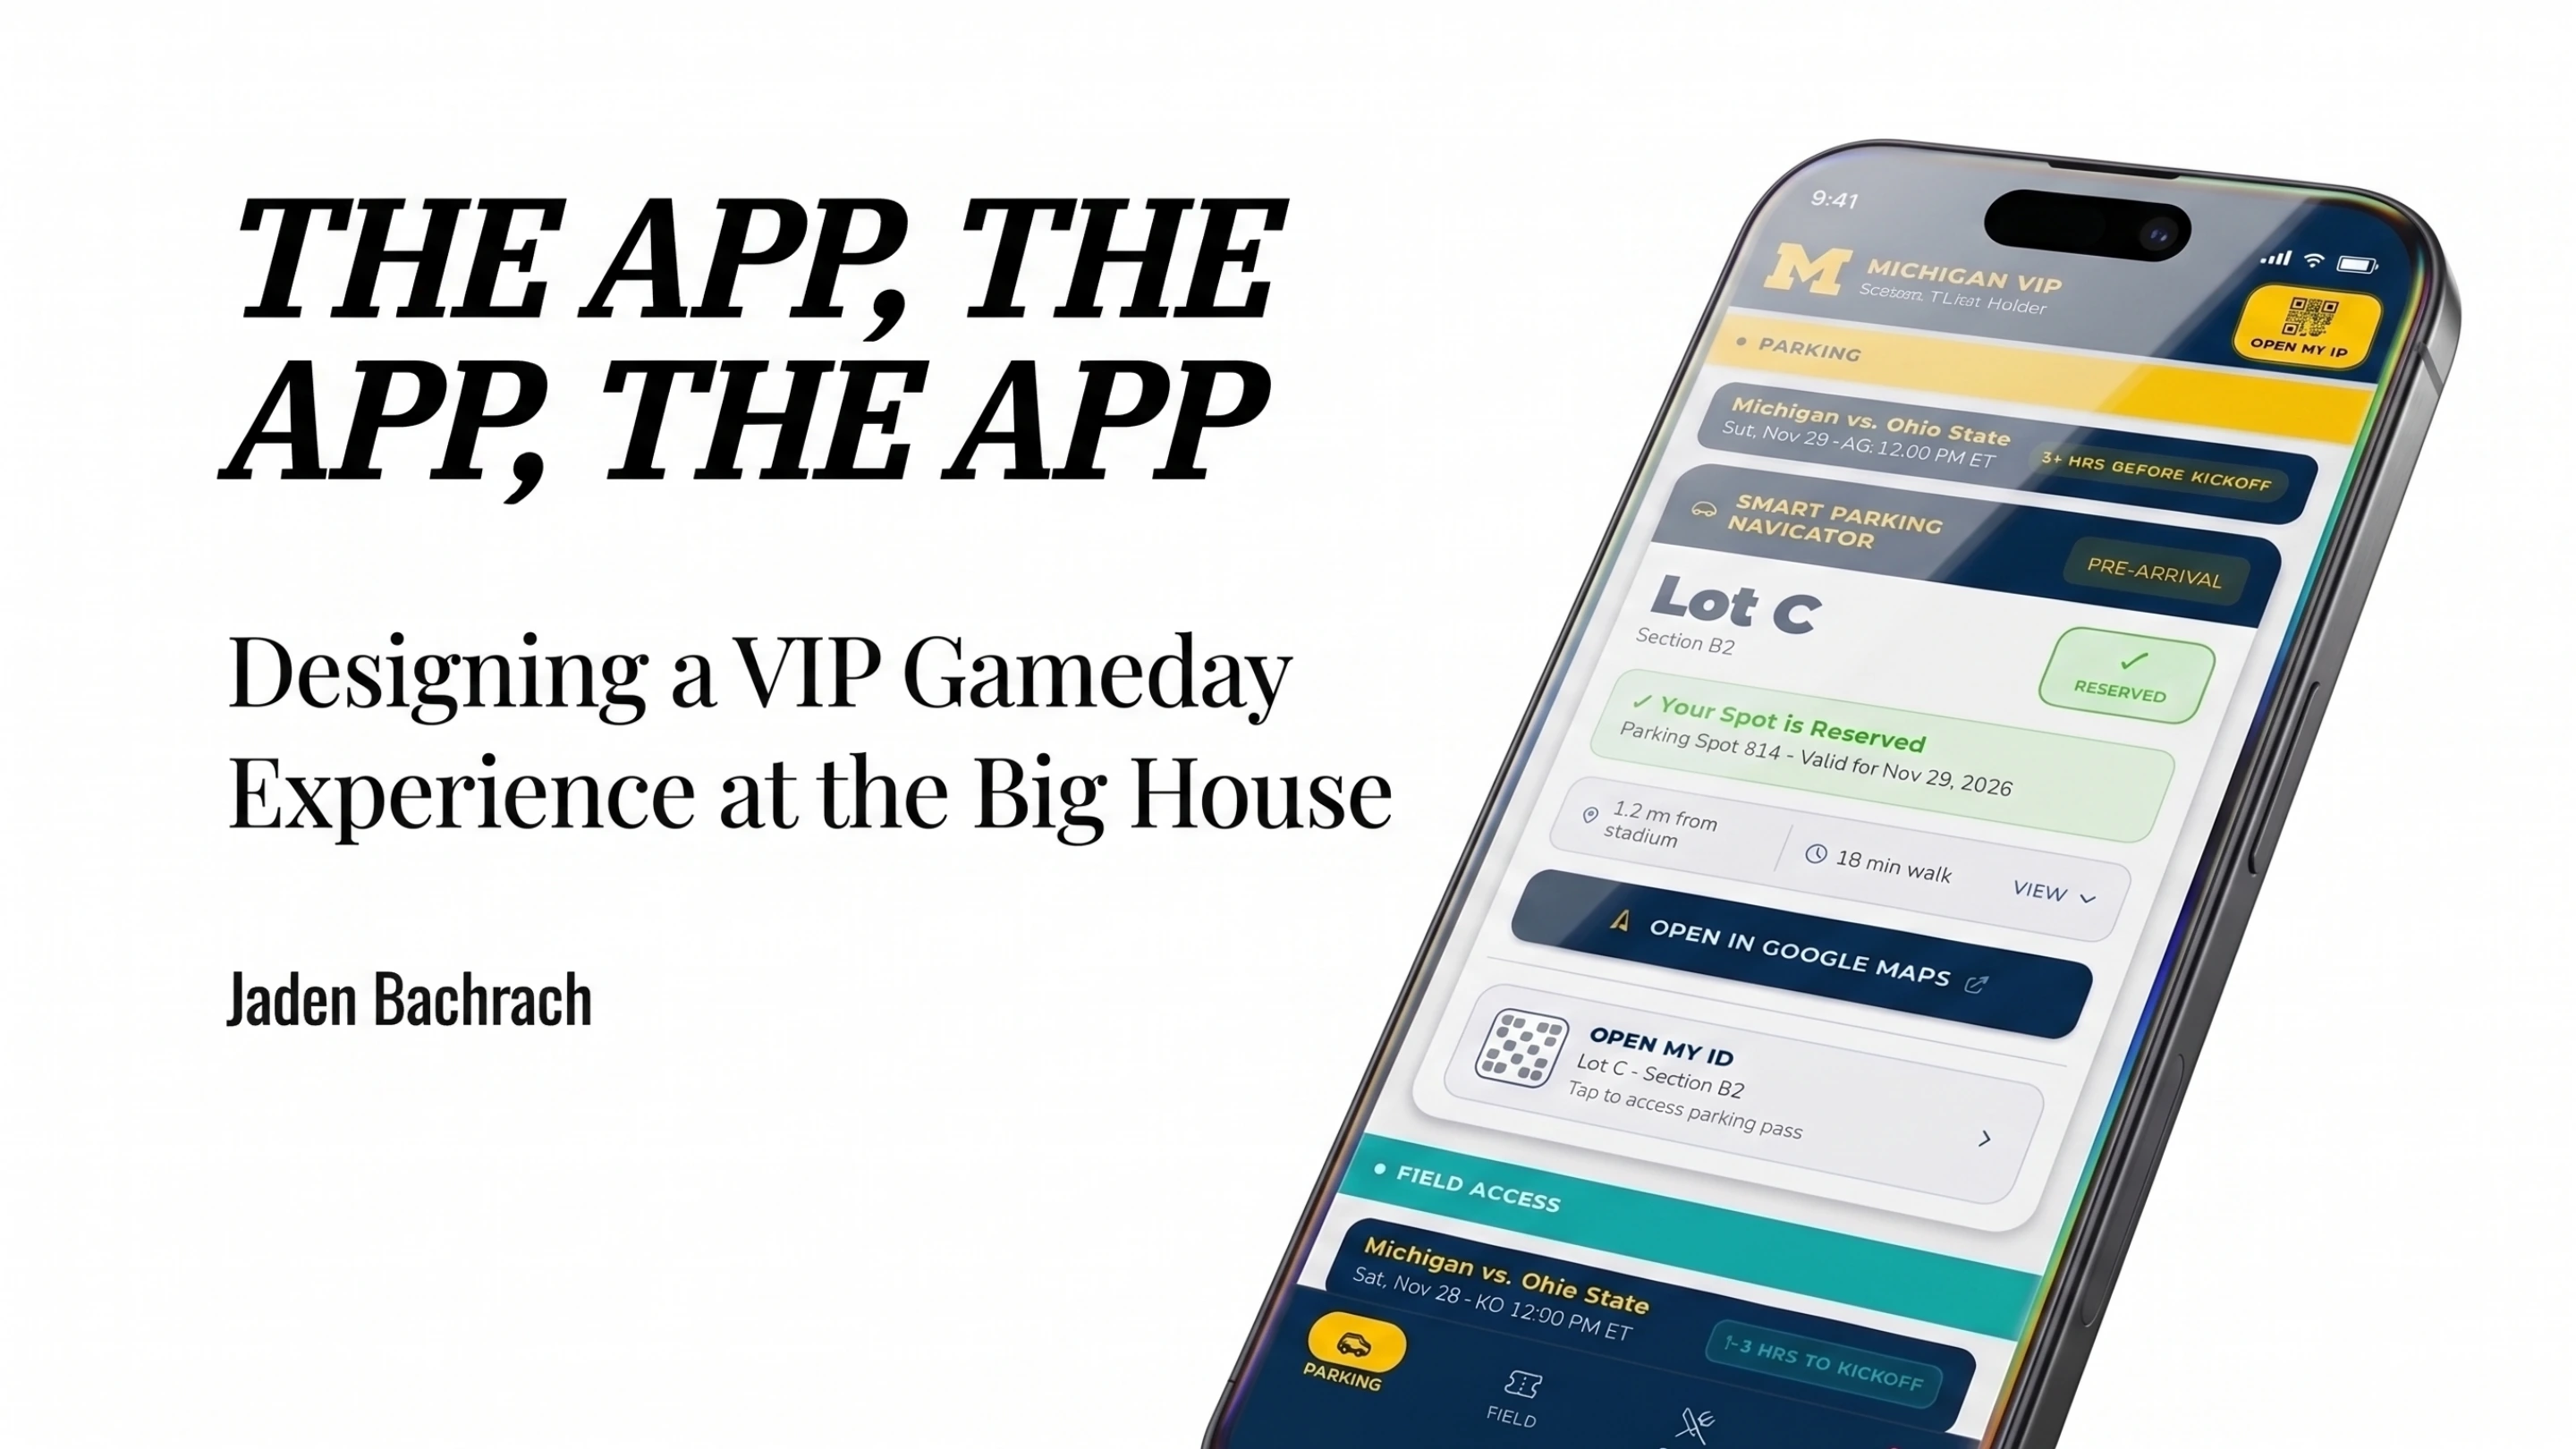 THE APP, THE
APP, THE APP
Designing a VIP Gameday
Experience at the Big House
Jaden Bachrach
9:41
M
MICHIGAN VIP
Holder
OPEN MY IP
• PARKING
Michigan vs. Ohio State
Sut, Nov 29 - AG: 12.00 PM ET
3+ HRS GEFORE KICKOFF
SMART PARKING
NAVICATOR
PRE-ARRIVAL
Lot C
Section B2
✓
RESERVED
✓ Your Spot is Reserved
Parking Spot 814 - Valid for Nov 29, 2026
1.2 mm from
stadium
18 min walk
VIEW
OPEN IN GOOGLE MAPS
OPEN MY ID
Lot C - Section B2
Tap to access parking pass
• FIELD ACCESS
Michigan vs. Ohie State
Sat, Nov 28 - KO 12:00 PM ET
1-3 HRS TO KICKOFF
PARKING
FIELD